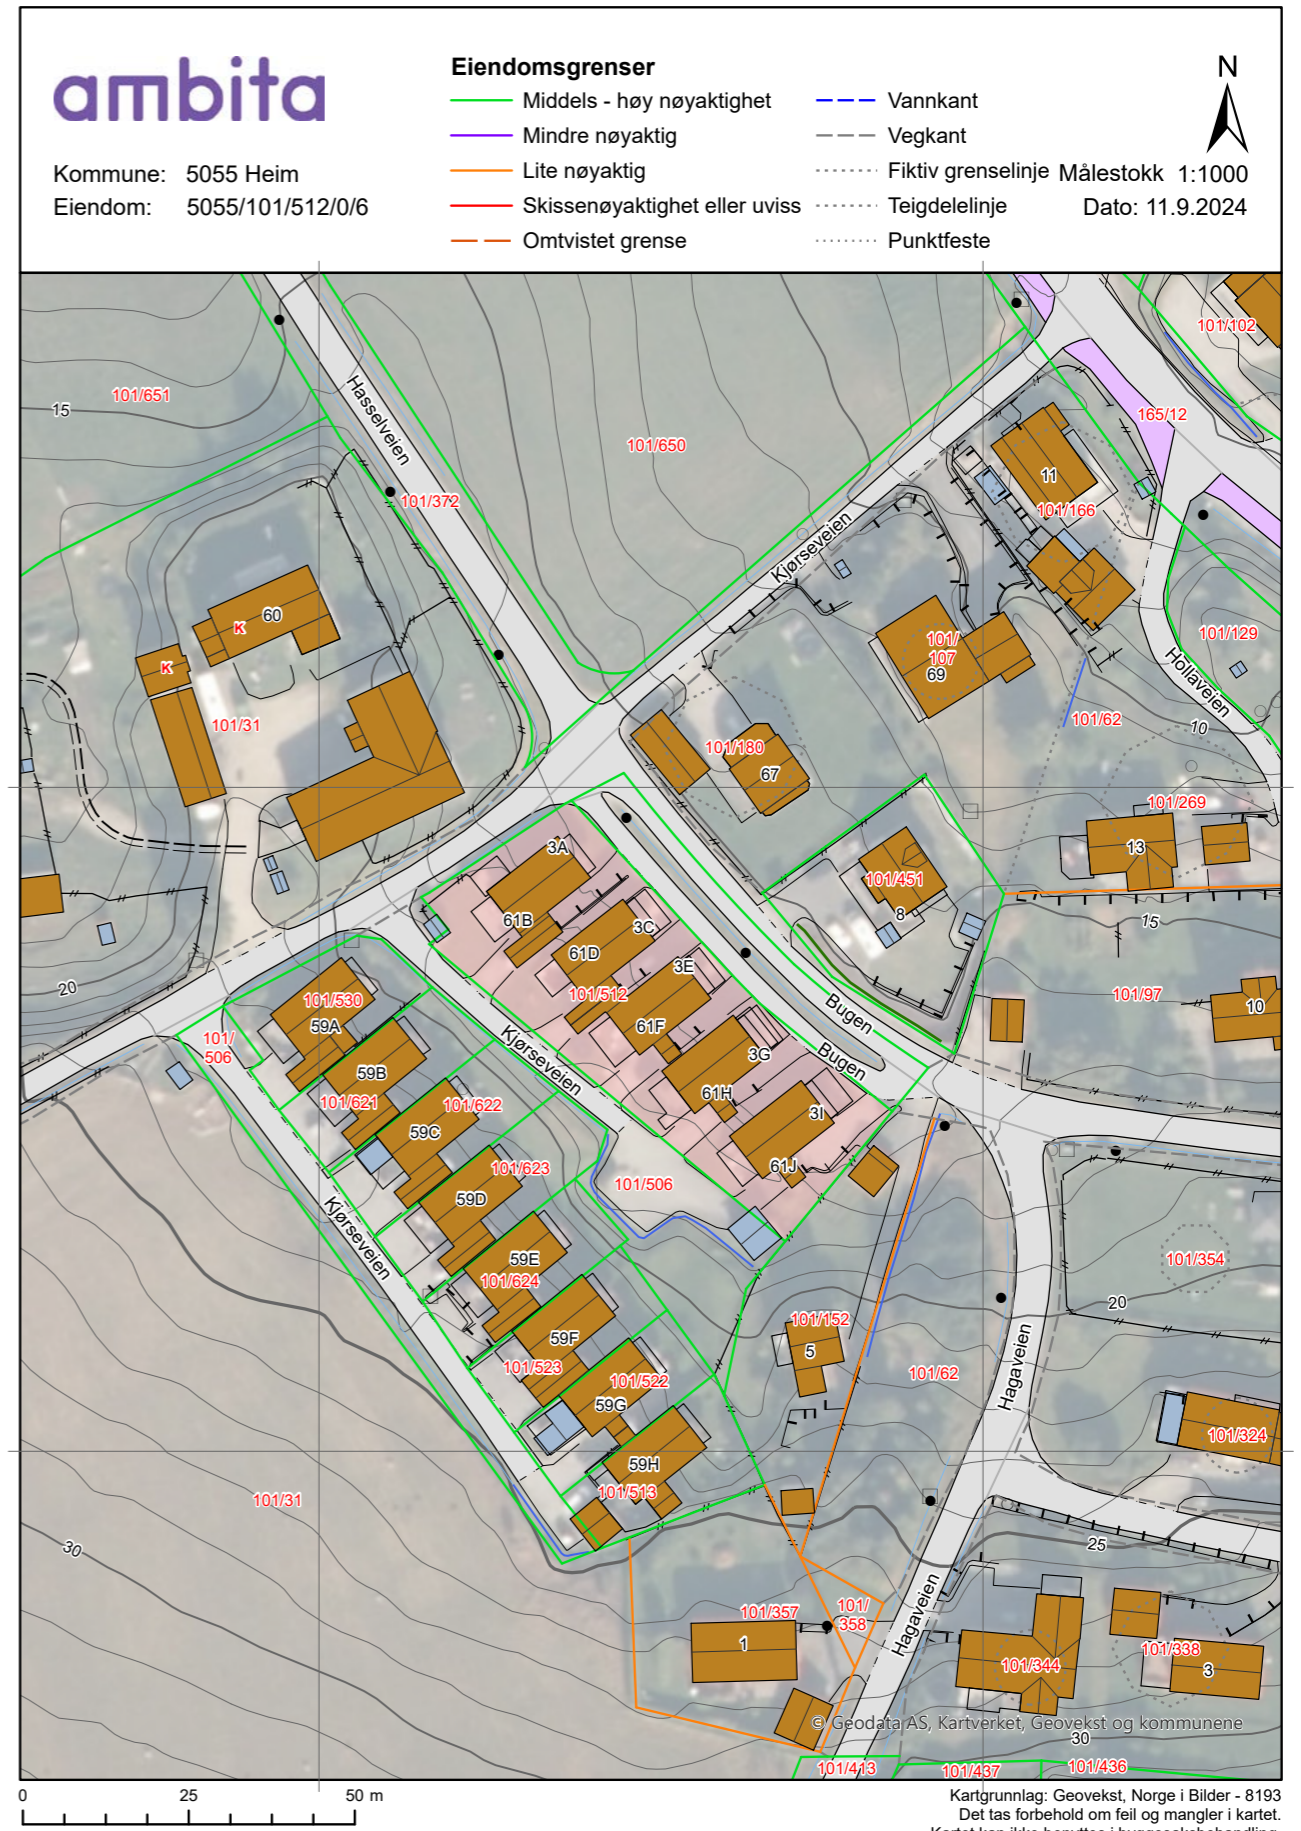 ambita
Kommune: 5055 Heim
Eiendom: 5055/101/512/0/6
Eiendomsgrenser
Middels - høy nøyaktighet
Mindre nøyaktig
Lite nøyaktig
Skissenøyaktighet eller uviss
Omtvistet grense
Vannkant
Vegkant
Fiktiv grenselinje
Teigdelelinje
Punktfeste
N
Målestokk 1:1000
Dato: 11.9.2024
101/102
101/651
15
Hasselveien
165/12
101/650
11
101/372
101/166
Kjørseveien
60
K
K
101/129
101/
107
69
Hollaveien
101/31
101/62
10
101/180
67
101/269
13
3A
101/451
8
61B
3C
15
61D
3E
20
101/512
101/97
101/530
59A
61F
Bugen
10
101/
506
Kjørseveien
Bugen
3G
59B
61H
101/621
101/622
3I
59C
61J
101/623
101/506
59D
Kjørseveien
59E
101/354
101/624
20
101/152
59F
5
Hagaveien
101/523
101/522
101/62
59G
101/324
59H
101/513
101/31
30
25
Hagaveien
101/357
101/
358
1
101/338
101/344
3
© Geodata AS, Kartverket, Geovekst og kommunene
30
101/413
101/437
101/436
0 25 50 m
Kartgrunnlag: Geovekst, Norge i Bilder - 8193
Det tas forbehold om feil og mangler i kartet.
Kartet kan ikke benyttes i byggesaksbehandling.